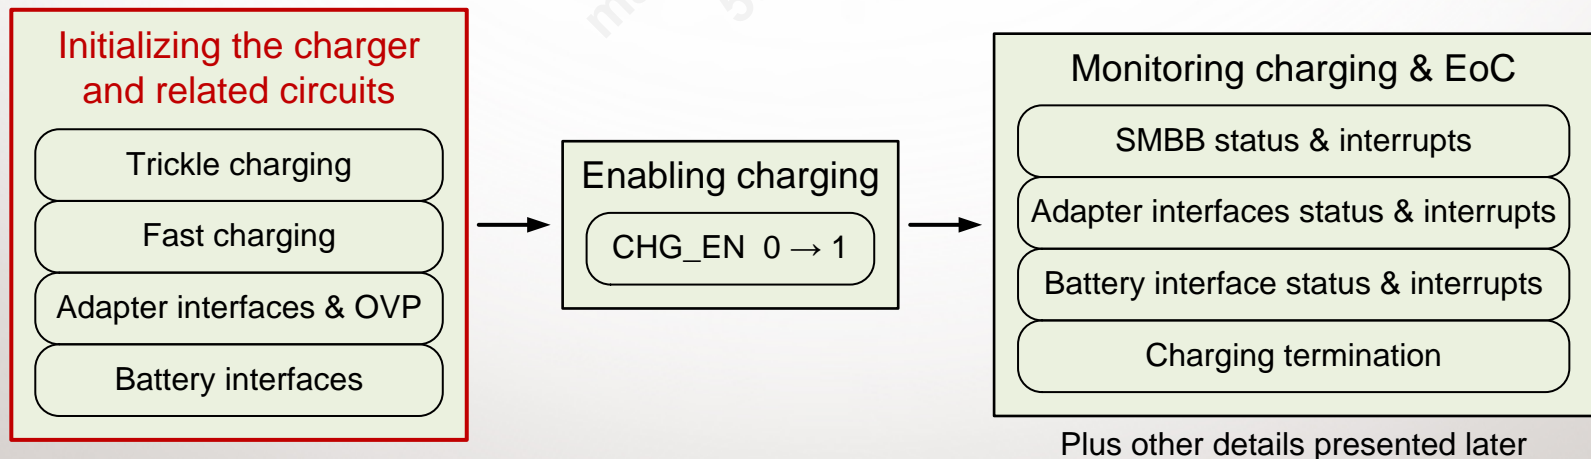 Initializing the charger
and related circuits
Trickle charging
Fast charging
Adapter interfaces & OVP
Battery interfaces
Enabling charging
CHG_EN 0 → 1
Monitoring charging & EoC
SMBB status & interrupts
Adapter interfaces status & interrupts
Battery interface status & interrupts
Charging termination
Plus other details presented later